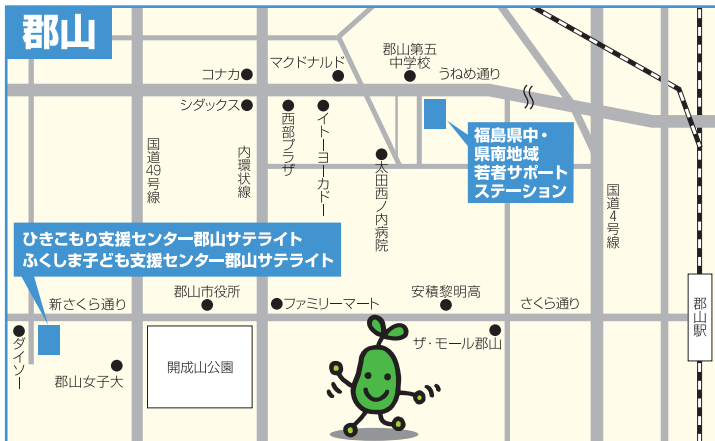 郡山
コナカ
マクドナルド
郡山第五
中学校
うねめ通り
シダックス
西部プラザ
イトーヨーカドー
国道49号線
内環状線
太田西ノ内病院
福島県中・
県南地域
若者サポート
ステーション
国道4号線
ひきこもり支援センター郡山サテライト
ふくしま子ども支援センター郡山サテライト
新さくら通り
郡山市役所
ファミリーマート
安積黎明高
さくら通り
郡山駅
ダイソー
郡山女子大
開成山公園
ザ・モール郡山